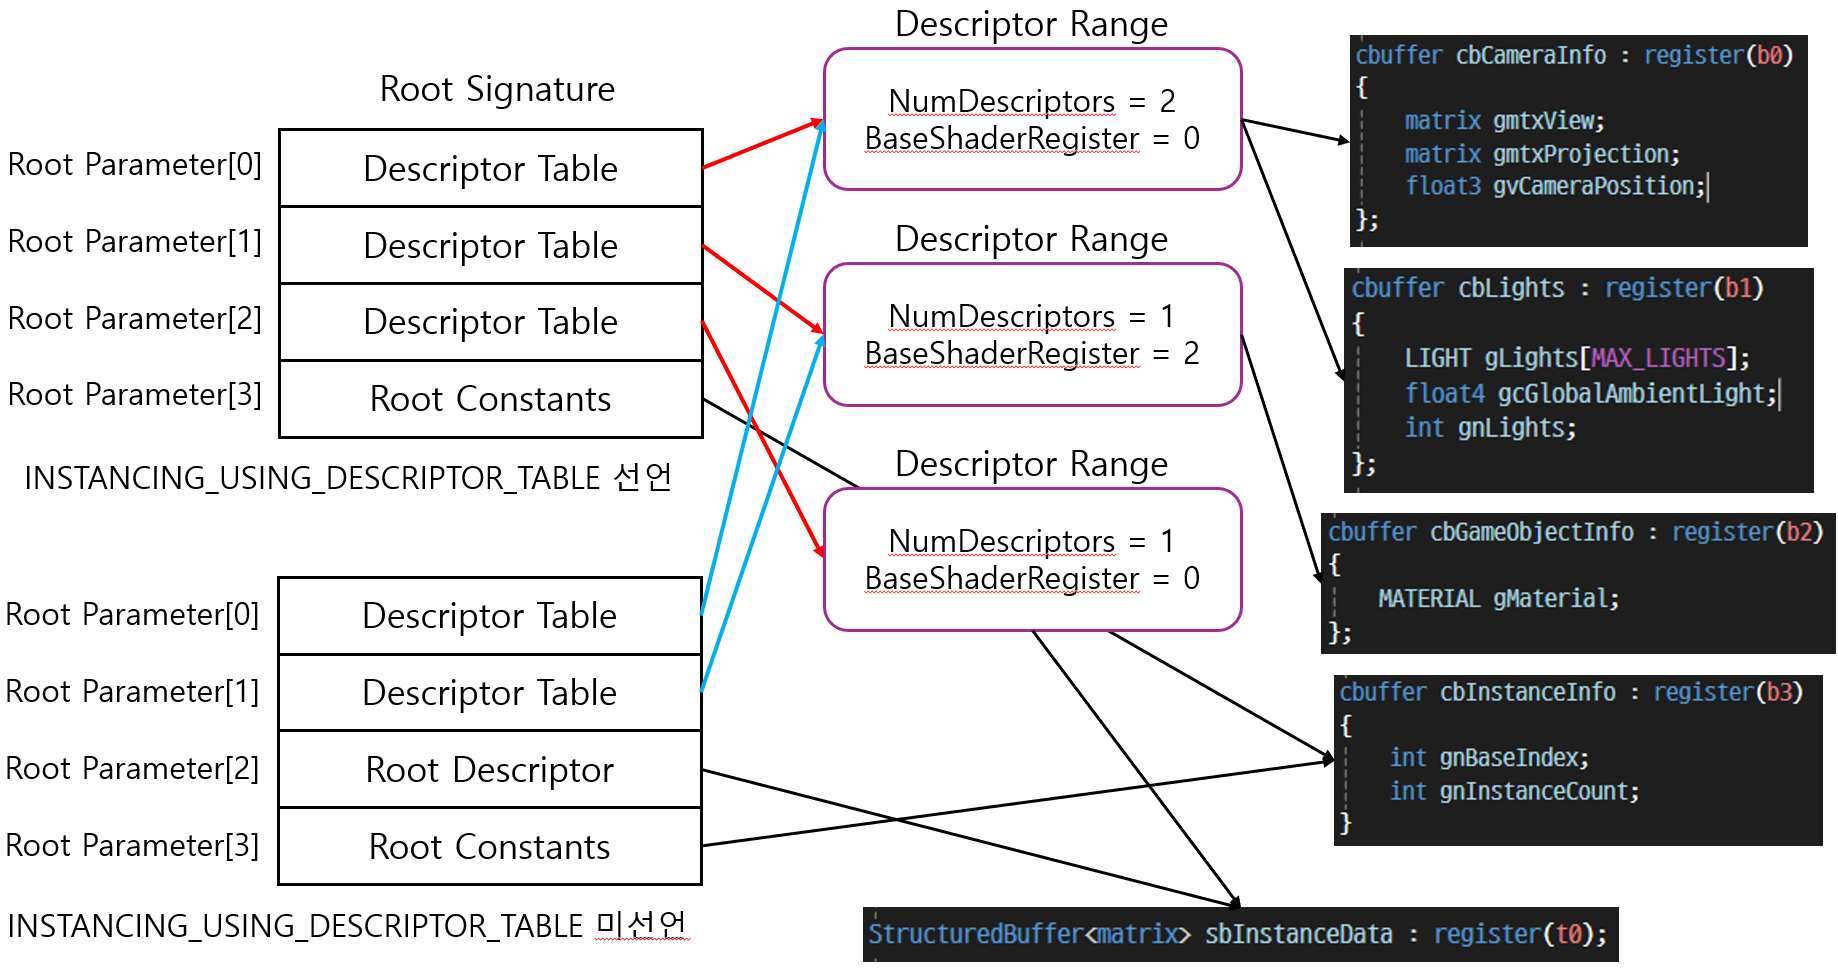 Root Signature
Root Parameter[0]
Descriptor Table
Root Parameter[1]
Descriptor Table
Root Parameter[2]
Descriptor Table
Root Parameter[3]
Root Constants
INSTANCING_USING_DESCRIPTOR_TABLE 선언
Root Parameter[0]
Descriptor Table
Root Parameter[1]
Descriptor Table
Root Parameter[2]
Root Descriptor
Root Parameter[3]
Root Constants
INSTANCING_USING_DESCRIPTOR_TABLE 미선언
Descriptor Range
NumDescriptors = 2
BaseShaderRegister = 0
Descriptor Range
NumDescriptors = 1
BaseShaderRegister = 2
Descriptor Range
NumDescriptors = 1
BaseShaderRegister = 0
cbuffer cbCameraInfo : register(b0)
{
matrix gmtxView;
matrix gmtxProjection;
float3 gvCameraPosition;
};
cbuffer cbLights : register(b1)
{
LIGHT gLights[MAX_LIGHTS];
float4 gcGlobalAmbientLight;
int gnLights;
};
cbuffer cbGameObjectInfo : register(b2)
{
MATERIAL gMaterial;
};
cbuffer cbInstanceInfo : register(b3)
{
int gnBaseIndex;
int gnInstanceCount;
}
StructuredBuffer<matrix> sbInstanceData : register(t0);